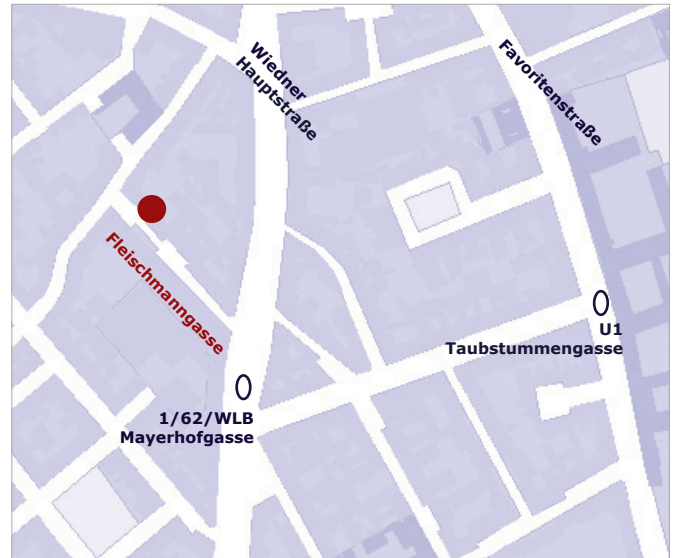 Wiedner
Hauptstraße
Favoritenstraße
Fleischmanngasse
U1
Taubstummengasse
1/62/WLB
Mayerhofgasse